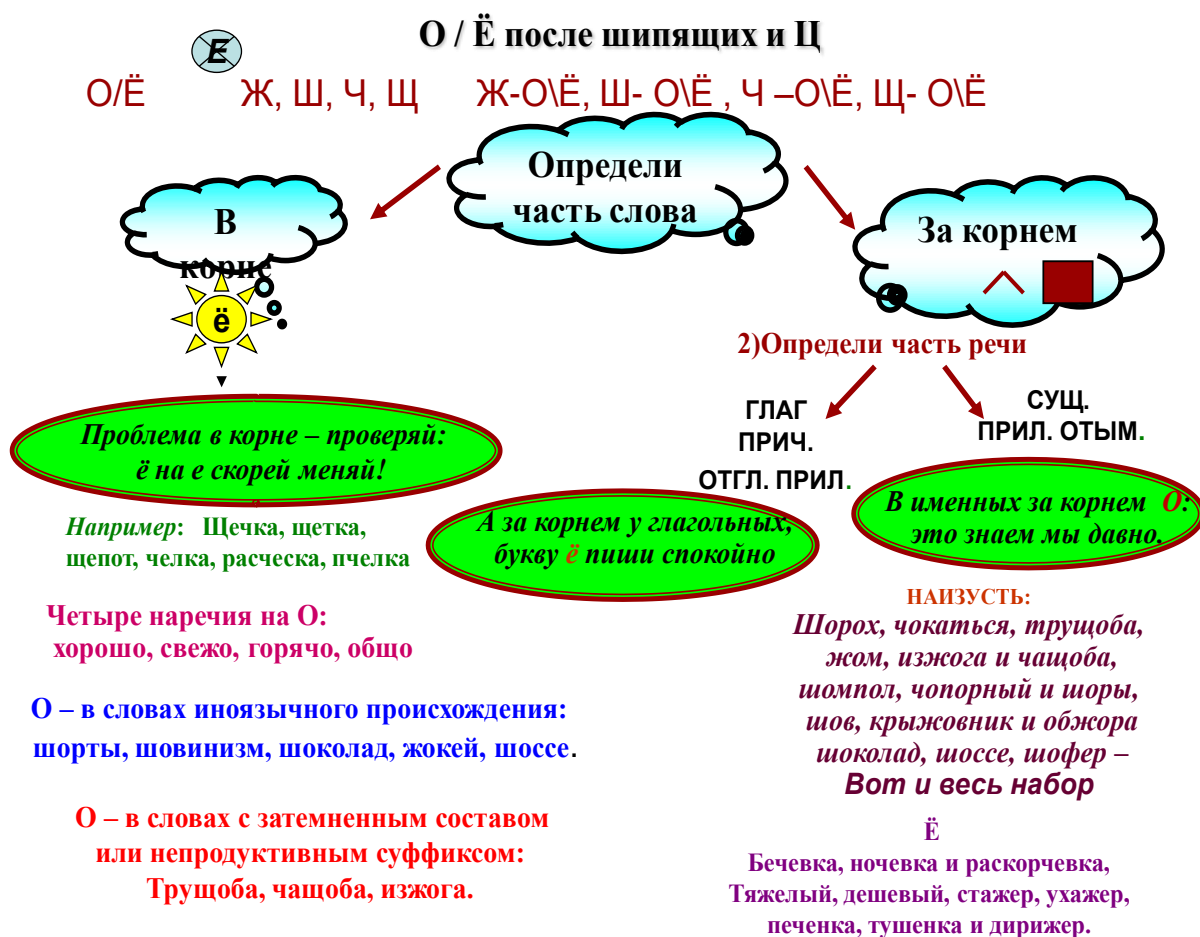 О / Ё после шипящих и Ц
Е
О/Ё Ж, Ш, Ч, Щ Ж-О\Ё, Ш- О\Ё , Ч –О\Ё, Щ- О\Ё
Определи
часть слова
В
корне
За корнем
ё
2)Определи часть речи
ГЛАГ
ПРИЧ.
ОТГЛ. ПРИЛ.
СУЩ.
ПРИЛ. ОТЫМ.
Проблема в корне – проверяй:
ё на е скорей меняй!
А за корнем у глагольных,
букву ё пиши спокойно
В именных за корнем О:
это знаем мы давно.
Например: Щечка, щетка,
щепот, челка, расческа, пчелка
Четыре наречия на О:
хорошо, свежо, горячо, общо
О – в словах иноязычного происхождения:
шорты, шовинизм, шоколад, жокей, шоссе.
О – в словах с затемненным составом
или непродуктивным суффиксом:
Трущоба, чащоба, изжога.
НАИЗУСТЬ:
Шорох, чокаться, трущоба,
жом, изжога и чащоба,
шомпол, чопорный и шоры,
шов, крыжовник и обжора
шоколад, шоссе, шофер –
Вот и весь набор
Ё
Бечевка, ночевка и раскорчевка,
Тяжелый, дешевый, стажер, ухажер,
печенка, тушенка и дирижер.